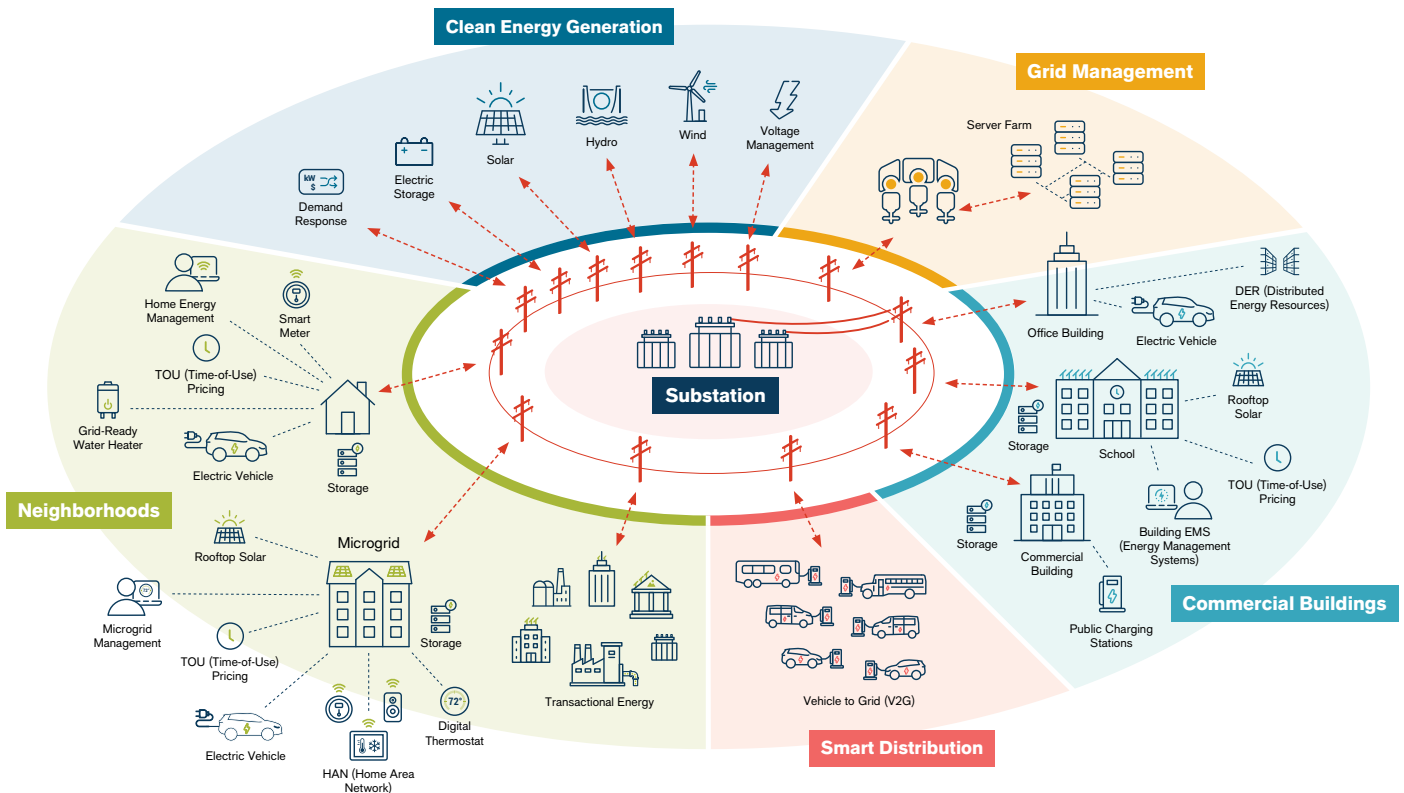 Clean Energy Generation
Grid Management
Server Farm
Solar
Hydro
Wind
Voltage
Management
Electric
Storage
kW
$
Demand
Response
Home Energy
Management
Smart
Meter
TOU (Time-of-Use)
Pricing
Grid-Ready
Water Heater
Electric Vehicle
Storage
Neighborhoods
Substation
Office Building
DER (Distributed
Energy Resources)
Electric Vehicle
Rooftop
Solar
Storage
School
TOU (Time-of-Use)
Pricing
Building EMS
(Energy Management
Systems)
Storage
Commercial
Building
Public Charging
Stations
Commercial Buildings
Rooftop Solar
Microgrid
Microgrid
Management
72°
TOU (Time-of-Use)
Pricing
Storage
Electric Vehicle
72°
Digital
Thermostat
HAN (Home Area
Network)
Transactional Energy
Vehicle to Grid (V2G)
Smart Distribution